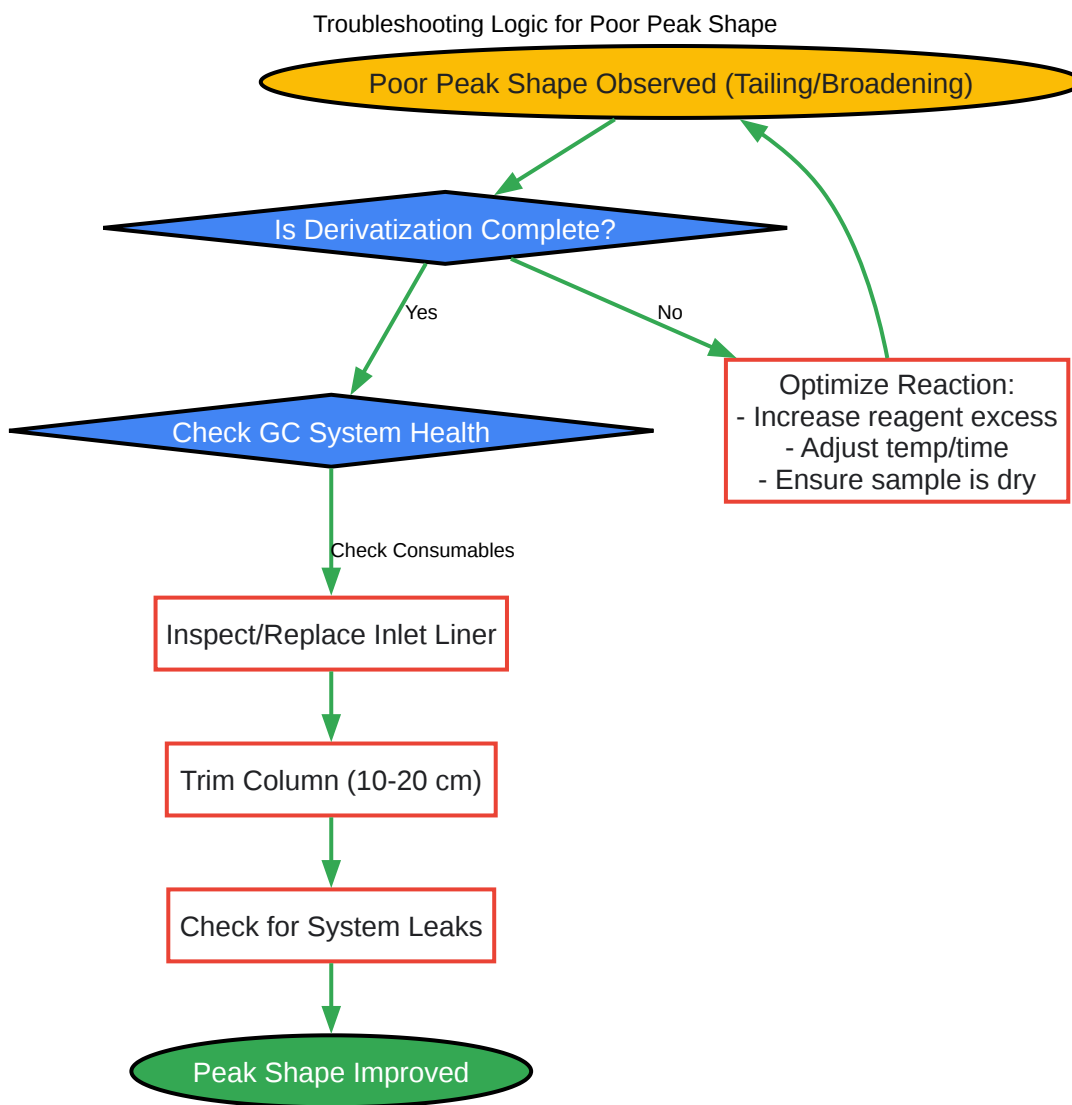 Troubleshooting Logic for Poor Peak Shape
Poor Peak Shape Observed (Tailing/Broadening)
Is Derivatization Complete?
Yes
No
Optimize Reaction:
- Increase reagent excess
- Adjust temp/time
- Ensure sample is dry
Check GC System Health
Check Consumables
Inspect/Replace Inlet Liner
Trim Column (10-20 cm)
Check for System Leaks
Peak Shape Improved